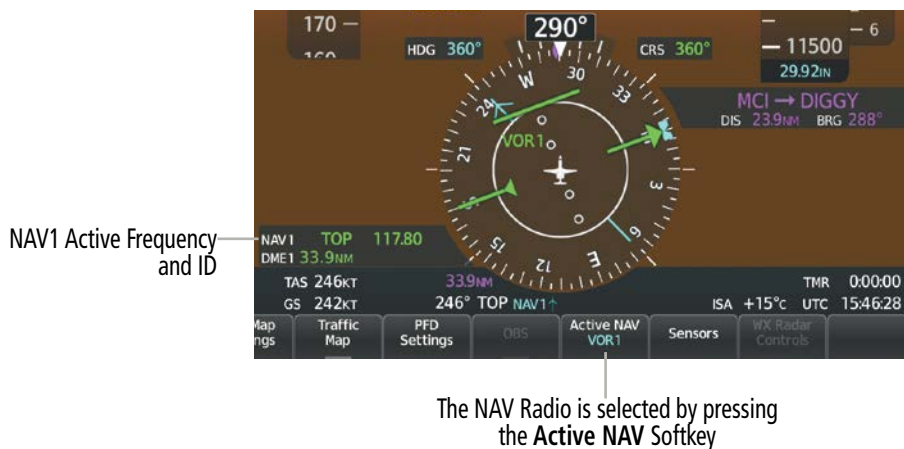 170
290°
6
HDG 360°
CRS 360°
11500
29.92IN
MCI → DIGGY
DIS 23.9NM BRG 288°
W
30
33
24
VOR1
21
3
6
15
12
E
NAV1 Active Frequency
and ID
NAV1 TOP 117.80
DME1 33.9NM
TAS 246KT
33.9NM
TMR 0:00:00
GS 242KT
246° TOP NAV1↑
ISA +15°C UTC 15:46:28
Map
ngs
Traffic
Map
PFD
Settings
OBS
Active NAV
VOR1
Sensors
WX Radar
Controls
The NAV Radio is selected by pressing
the Active NAV Softkey